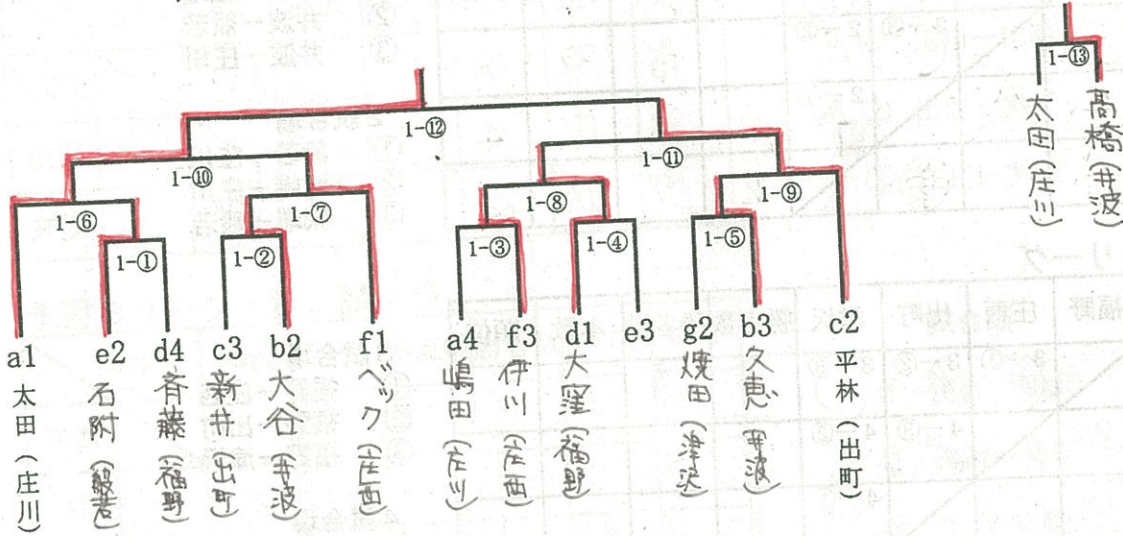 1-⑬
太田(庄川)
高橋(井波)
1-⑫
1-⑩
1-⑪
1-⑥
1-⑦
1-⑧
1-⑨
1-①
1-②
1-③
1-④
1-⑤
a1
太田(庄川)
e2
石附(般若)
d4
斉藤(福野)
c3
新井(出町)
b2
大谷(井波)
f1
ベック(庄西)
a4
嶋田(庄川)
f3
伊川(庄西)
d1
大窪(福野)
e3
g2
焼田(津沢)
b3
久恵(井波)
c2
平林(出町)